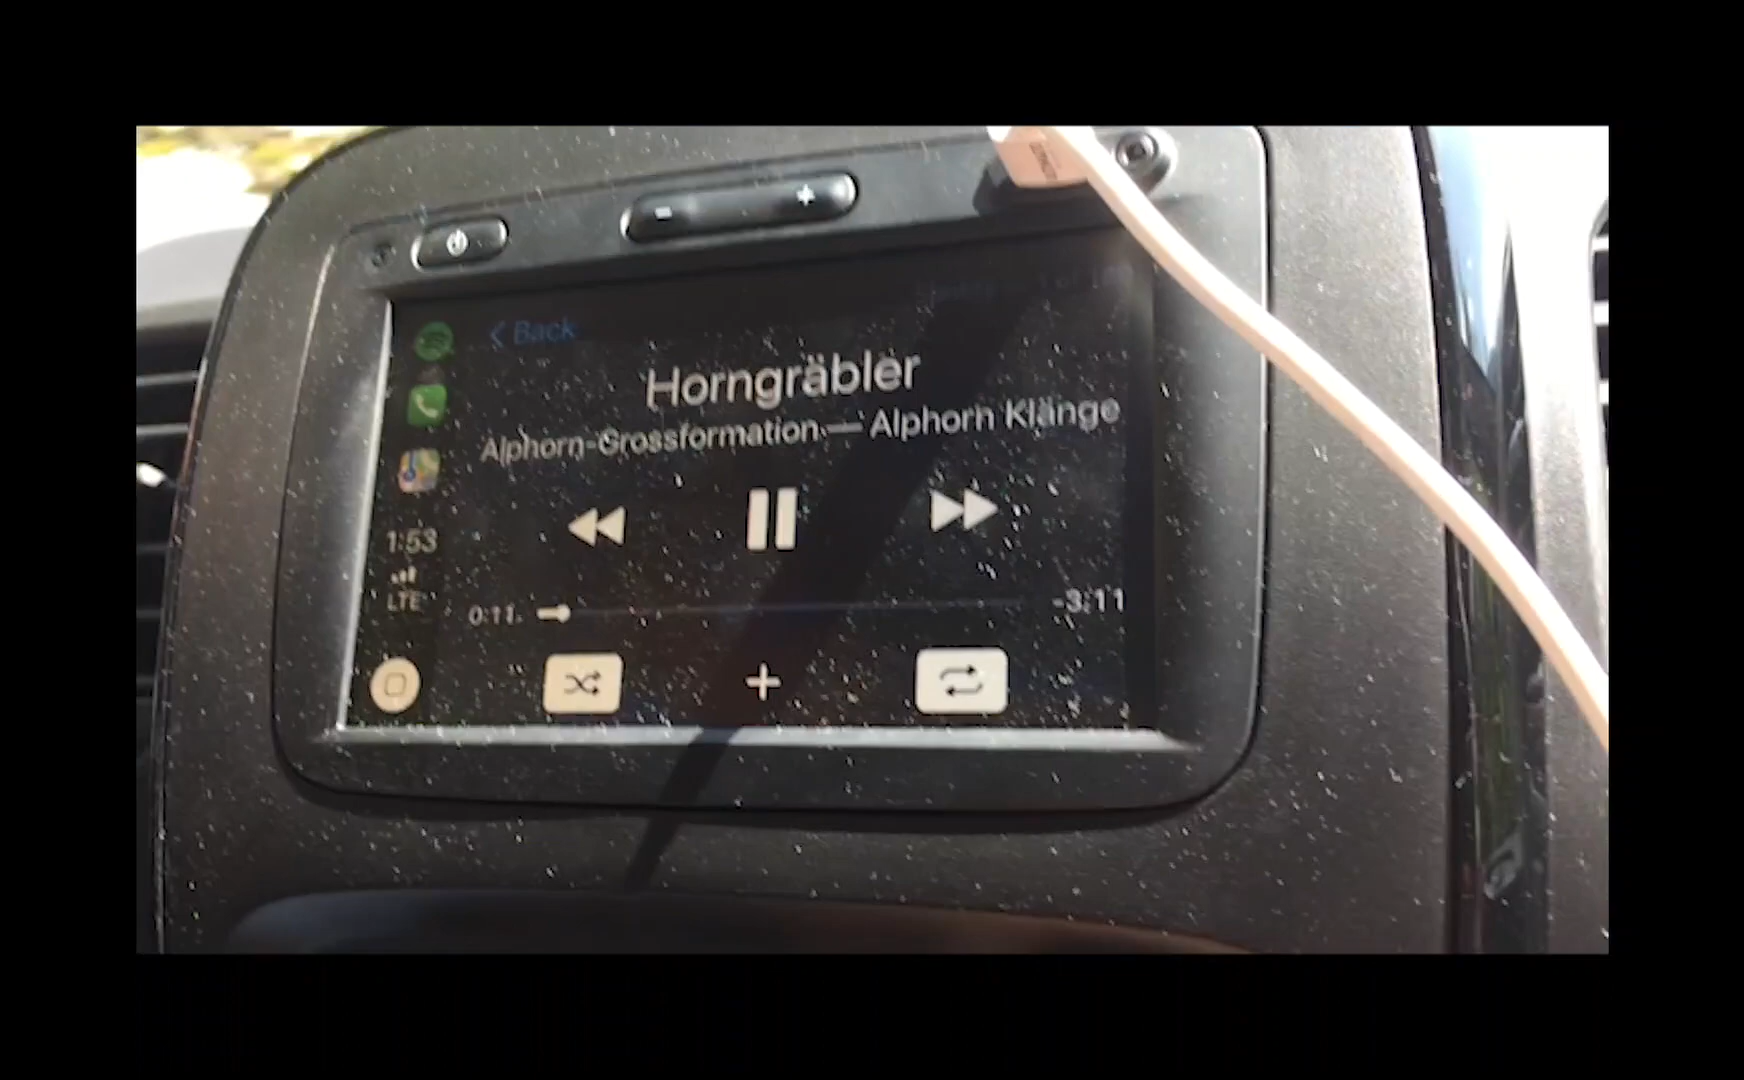 Back
Horngräbler
Alphorn-Grossformation — Alphorn Klänge
1:53
LTE
0:11
-3:11